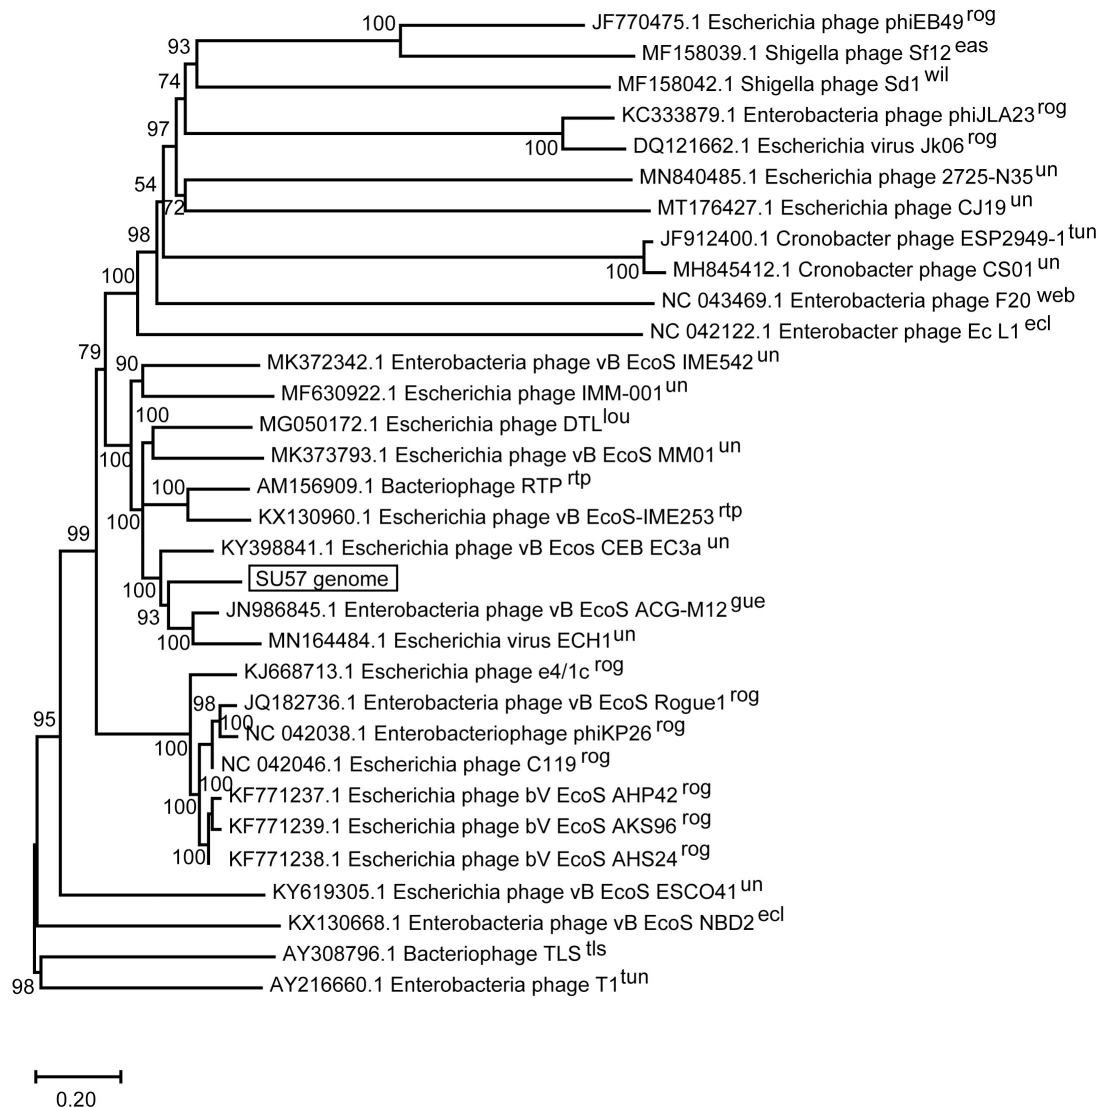 100
JF770475.1 Escherichia phage phiEB49 rog
93
MF158039.1 Shigella phage Sf12 eas
74
MF158042.1 Shigella phage Sd1 wil
KC333879.1 Enterobacteria phage phiJLA23 rog
97
100
DQ121662.1 Escherichia virus Jk06 rog
MN840485.1 Escherichia phage 2725-N35 un
54
72
MT176427.1 Escherichia phage CJ19 un
98
JF912400.1 Cronobacter phage ESP2949-1 tun
100
100
MH845412.1 Cronobacter phage CS01 un
NC 043469.1 Enterobacteria phage F20 web
NC 042122.1 Enterobacter phage Ec L1 ecl
79
90
MK372342.1 Enterobacteria phage vB EcoS IME542 un
MF630922.1 Escherichia phage IMM-001 un
100
MG050172.1 Escherichia phage DTL lou
100
MK373793.1 Escherichia phage vB EcoS MM01 un
100
AM156909.1 Bacteriophage RTP rtp
100
KX130960.1 Escherichia phage vB EcoS-IME253 rtp
99
KY398841.1 Escherichia phage vB Ecos CEB EC3a un
SU57 genome
100
93
JN986845.1 Enterobacteria phage vB EcoS ACG-M12 gue
100
MN164484.1 Escherichia virus ECH1 un
KJ668713.1 Escherichia phage e4/1c rog
98
JQ182736.1 Enterobacteria phage vB EcoS Rogue1 rog
95
100
NC 042038.1 Enterobacteriophage phiKP26 rog
100
NC 042046.1 Escherichia phage C119 rog
100
KF771237.1 Escherichia phage bV EcoS AHP42 rog
100
KF771239.1 Escherichia phage bV EcoS AKS96 rog
100
KF771238.1 Escherichia phage bV EcoS AHS24 rog
KY619305.1 Escherichia phage vB EcoS ESCO41 un
KX130668.1 Enterobacteria phage vB EcoS NBD2 ecl
AY308796.1 Bacteriophage TLS tls
98
AY216660.1 Enterobacteria phage T1 tun
0.20